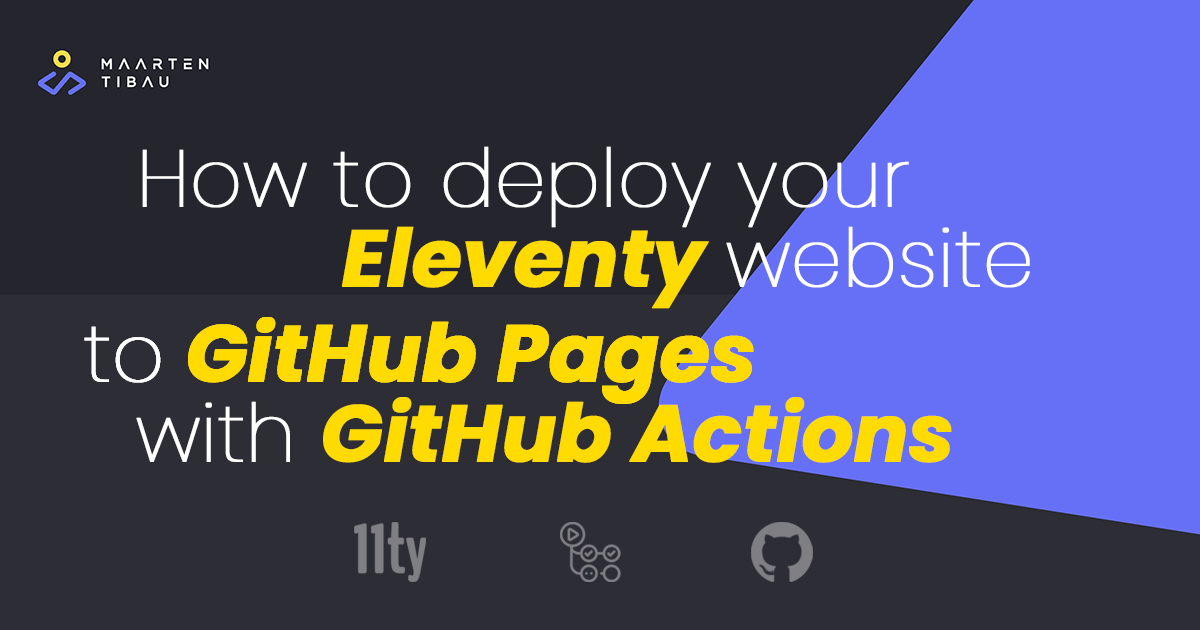 MAARTEN
TIBAU
How to deploy your
Eleventy website
to GitHub Pages
with GitHub Actions
11ty